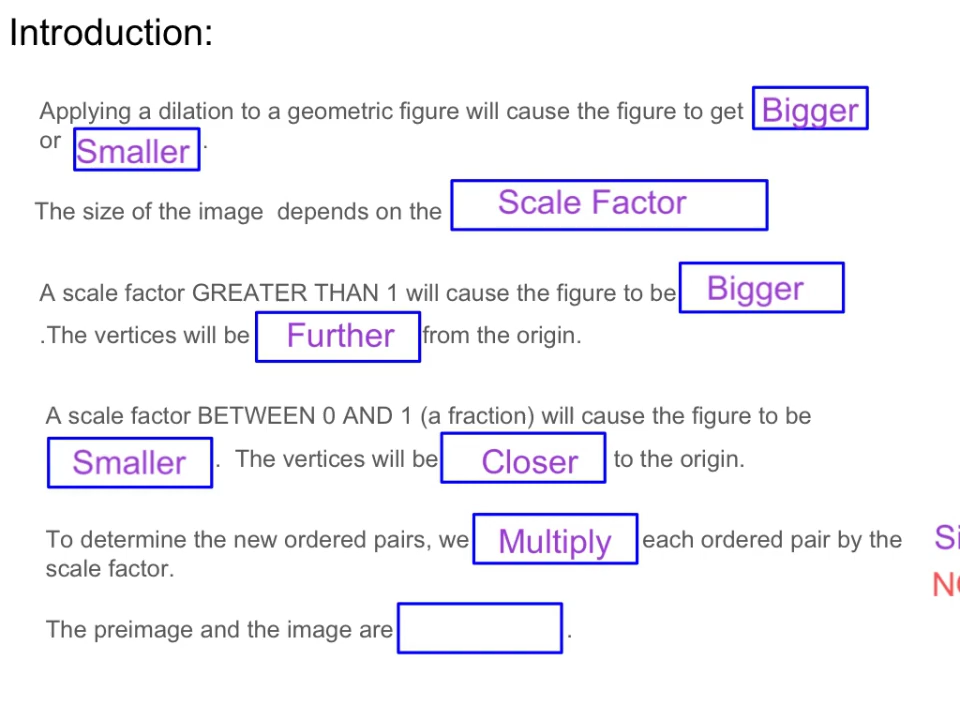 Introduction:
Applying a dilation to a geometric figure will cause the figure to get Bigger
or Smaller .
The size of the image depends on the Scale Factor
A scale factor GREATER THAN 1 will cause the figure to be Bigger
.The vertices will be Further from the origin.
A scale factor BETWEEN 0 AND 1 (a fraction) will cause the figure to be
Smaller . The vertices will be Closer to the origin.
To determine the new ordered pairs, we Multiply each ordered pair by the
scale factor.
The preimage and the image are .